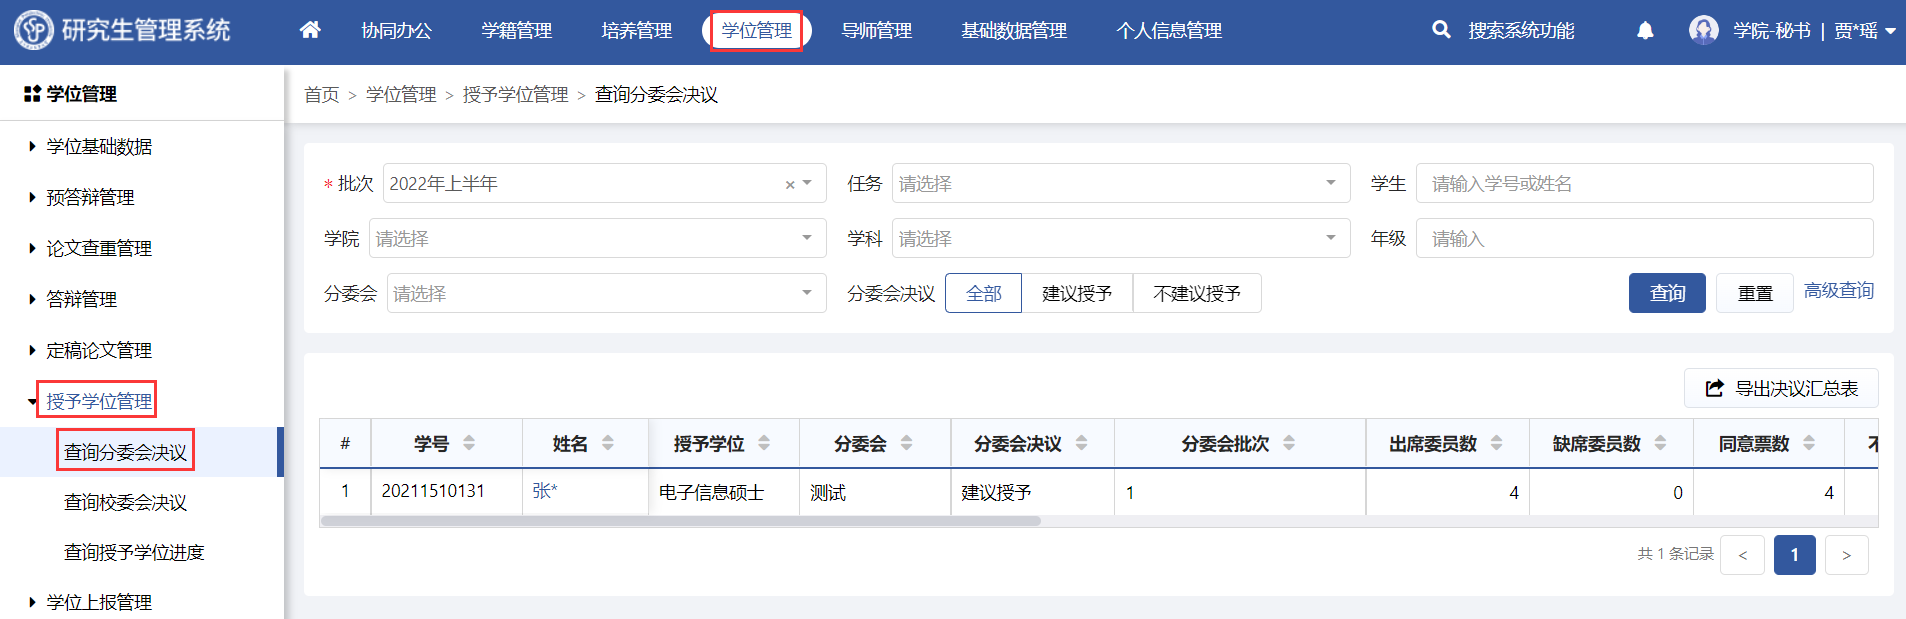 研究生管理系统 协同办公 学籍管理 培养管理 学位管理 导师管理 基础数据管理 个人信息管理 搜索系统功能 学院-秘书 | 贾*瑶
学位管理
学位基础数据
预答辩管理
论文查重管理
答辩管理
定稿论文管理
授予学位管理
查询分委会决议
查询校委会决议
查询授予学位进度
学位上报管理
首页 > 学位管理 > 授予学位管理 > 查询分委会决议
* 批次 2022年上半年 × 任务 请选择 学生 请输入学号或姓名
学院 请选择 学科 请选择 年级 请输入
分委会 请选择 分委会决议 全部 建议授予 不建议授予 查询 重置 高级查询
导出决议汇总表
# 学号 姓名 授予学位 分委会 分委会决议 分委会批次 出席委员数 缺席委员数 同意票数
1 20211510131 张* 电子信息硕士 测试 建议授予 1 4 0 4
共 1 条记录 < 1 >